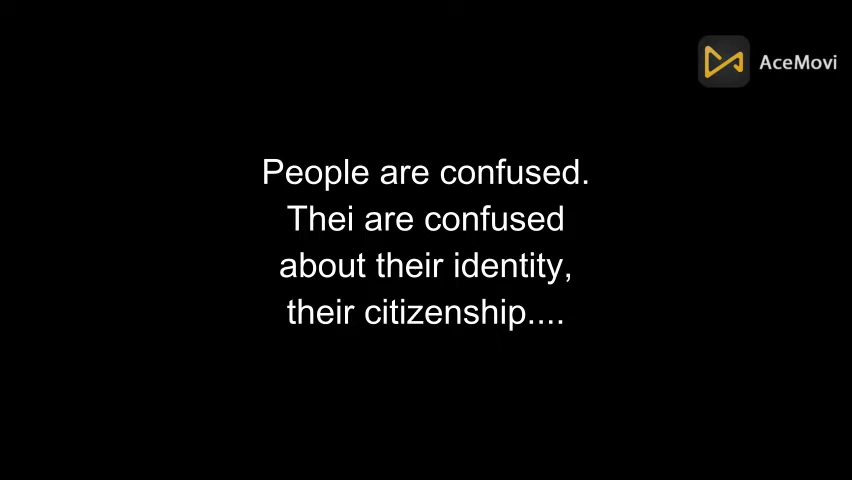 AceMovi
People are confused.
Thei are confused
about their identity,
their citizenship....